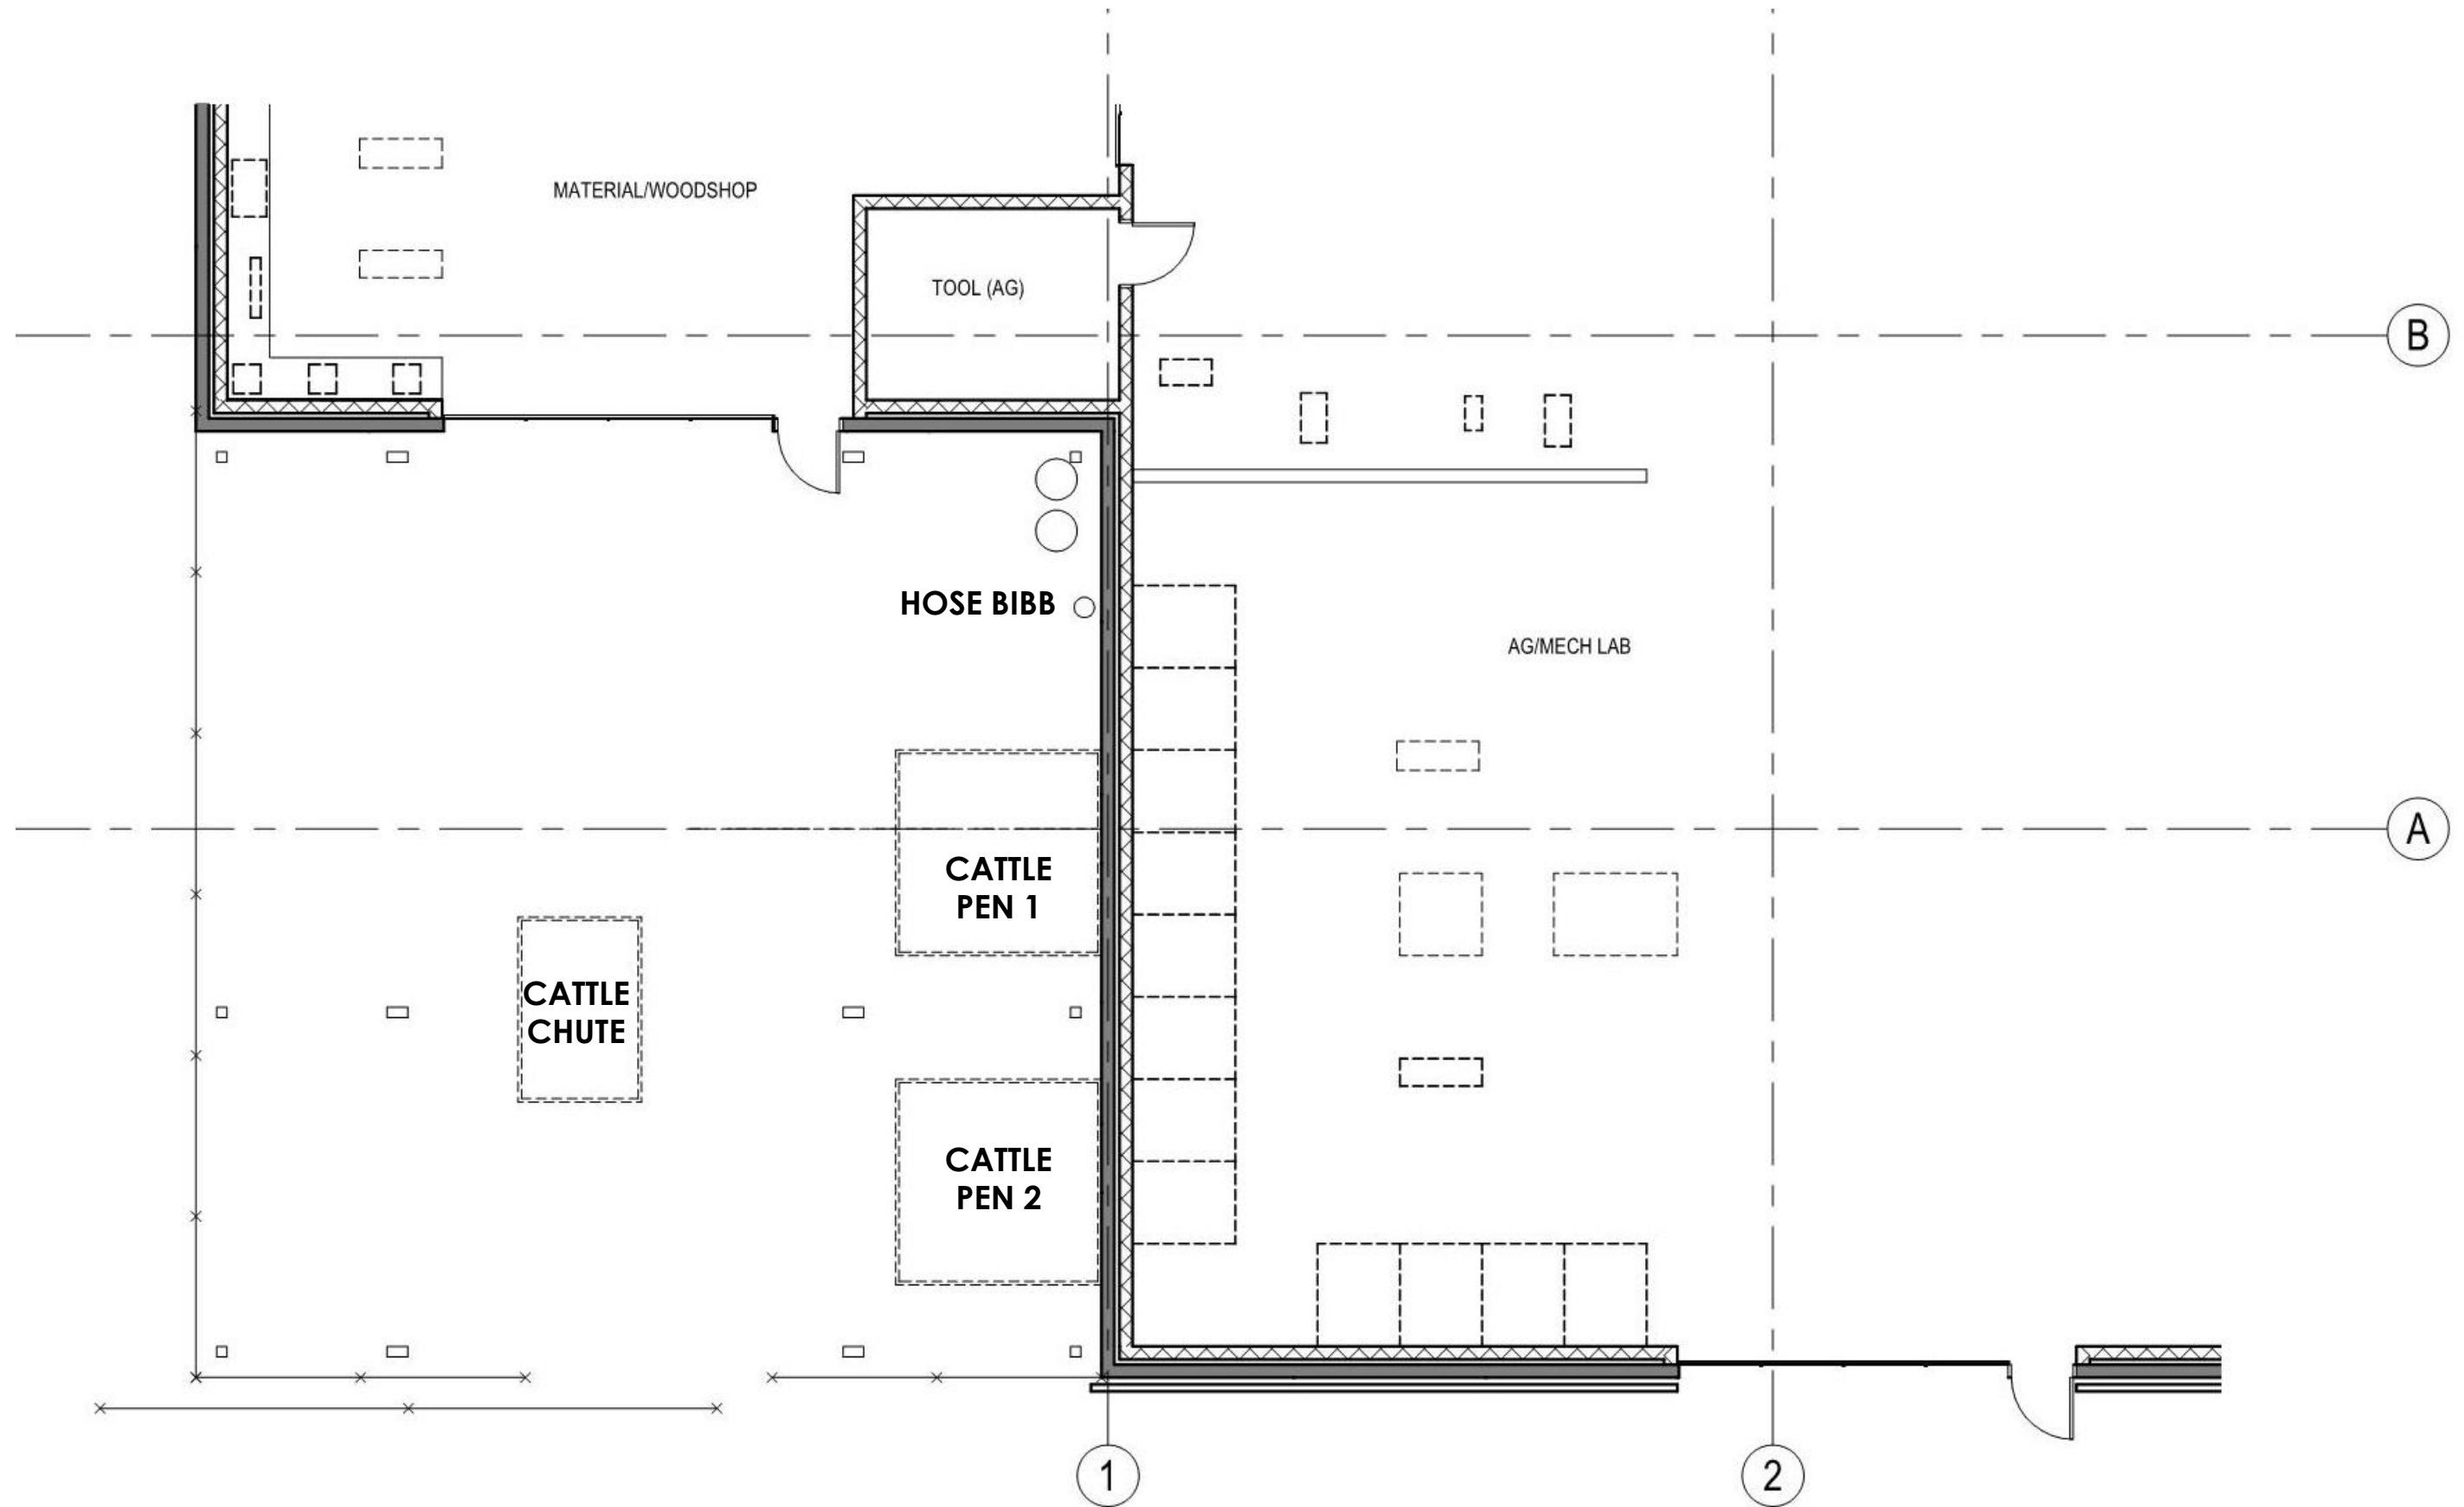 MATERIAL/WOODSHOP
TOOL (AG)
B
HOSE BIBB
AG/MECH LAB
A
CATTLE
PEN 1
CATTLE
CHUTE
CATTLE
PEN 2
1
2